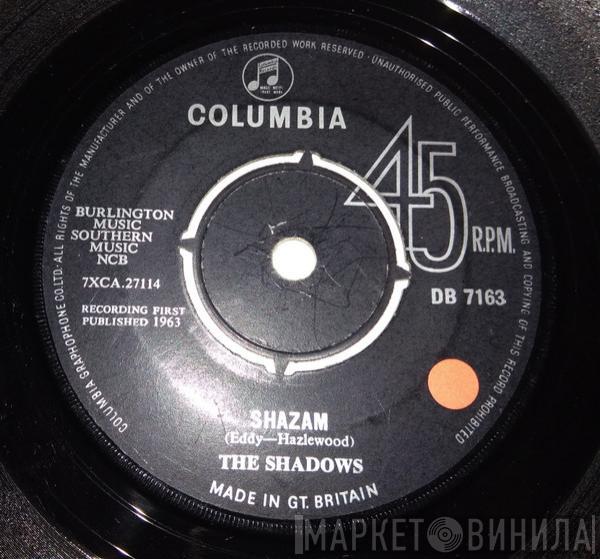 COLUMBIA GRAPHOPHONE CO.LTD.-ALL RIGHTS OF THE MANUFACTURER AND OF THE OWNER OF THE RECORDED WORK RESERVED · UNAUTHORISED PUBLIC PERFORMANCE BROADCASTING AND COPYING OF THIS RECORD PROHIBITED
COLUMBIA
45
R.P.M.
BURLINGTON
MUSIC
SOUTHERN
MUSIC
NCB
7XCA.27114
DB 7163
RECORDING FIRST
PUBLISHED 1963
SHAZAM
(Eddy—Hazlewood)
THE SHADOWS
MADE IN GT. BRITAIN
МАРКЕТ ВИНИЛА